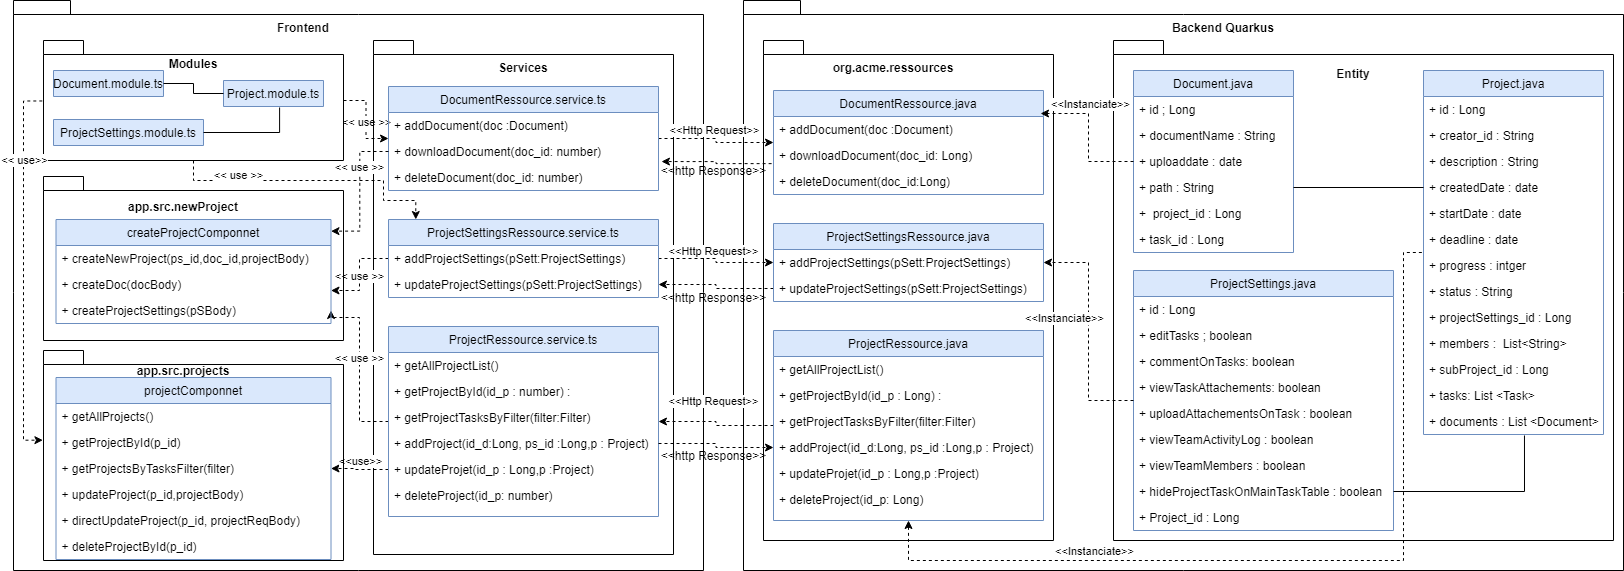 Frontend
Modules
Document.module.ts
Project.module.ts
ProjectSettings.module.ts
<< use>>
<< use >>
<< use >>
<< use >>
<< use >>
<< use >>
<<use>>
app.src.newProject
createProjectComponnet
+ createNewProject(ps_id,doc_id,projectBody)
+ createDoc(docBody)
+ createProjectSettings(pSBody)
app.src.projects
projectComponnet
+ getAllProjects()
+ getProjectById(p_id)
+ getProjectsByTasksFilter(filter)
+ updateProjet(p_id,projectBody)
+ directUpdateProject(p_id, projectReqBody)
+ deleteProjectById(p_id)
Services
DocumentRessource.service.ts
+ addDocument(doc :Document)
+ downloadDocument(doc_id: number)
+ deleteDocument(doc_id: number)
ProjectSettingsRessource.service.ts
+ addProjectSettings(pSett:ProjectSettings)
+ updateProjectSettings(pSett:ProjectSettings)
ProjectRessource.service.ts
+ getAllProjectList()
+ getProjectById(id_p : number) :
+ getProjectTasksByFilter(filter:Filter)
+ addProject(id_d:Long, ps_id :Long,p : Project)
+ updateProjet(id_p : Long,p :Project)
+ deleteProject(id_p: number)
<<Http Request>>
<<http Response>>
<<Http Request>>
<<http Response>>
<<Http Request>>
<<http Response>>
Backend Quarkus
org.acme.ressources
DocumentRessource.java
+ addDocument(doc :Document)
+ downloadDocument(doc_id: Long)
+ deleteDocument(doc_id:Long)
ProjectSettingsRessource.java
+ addProjectSettings(pSett:ProjectSettings)
+ updateProjectSettings(pSett:ProjectSettings)
ProjectRessource.java
+ getAllProjectList()
+ getProjectById(id_p : Long) :
+ getProjectTasksByFilter(filter:Filter)
+ addProject(id_d:Long, ps_id :Long,p : Project)
+ updateProjet(id_p : Long,p :Project)
+ deleteProject(id_p: Long)
<<Instanciate>>
<<Instanciate>>
<<Instanciate>>
Entity
Document.java
+ id ; Long
+ documentName : String
+ uploaddate : date
+ path : String
+ project_id : Long
+ task_id : Long
ProjectSettings.java
+ id : Long
+ editTasks ; boolean
+ commentOnTasks: boolean
+ viewTaskAttachements: boolean
+ uploadAttachementsOnTask : boolean
+ viewTeamActivityLog : boolean
+ viewTeamMembers : boolean
+ hideProjectTaskOnMainTaskTable : boolean
+ Project_id : Long
Project.java
+ id : Long
+ creator_id : String
+ description : String
+ createdDate : date
+ startDate : date
+ deadline : date
+ progress : intger
+ status : String
+ projectSettings_id : Long
+ members : List<String>
+ subProject_id : Long
+ tasks: List <Task>
+ documents : List <Document>